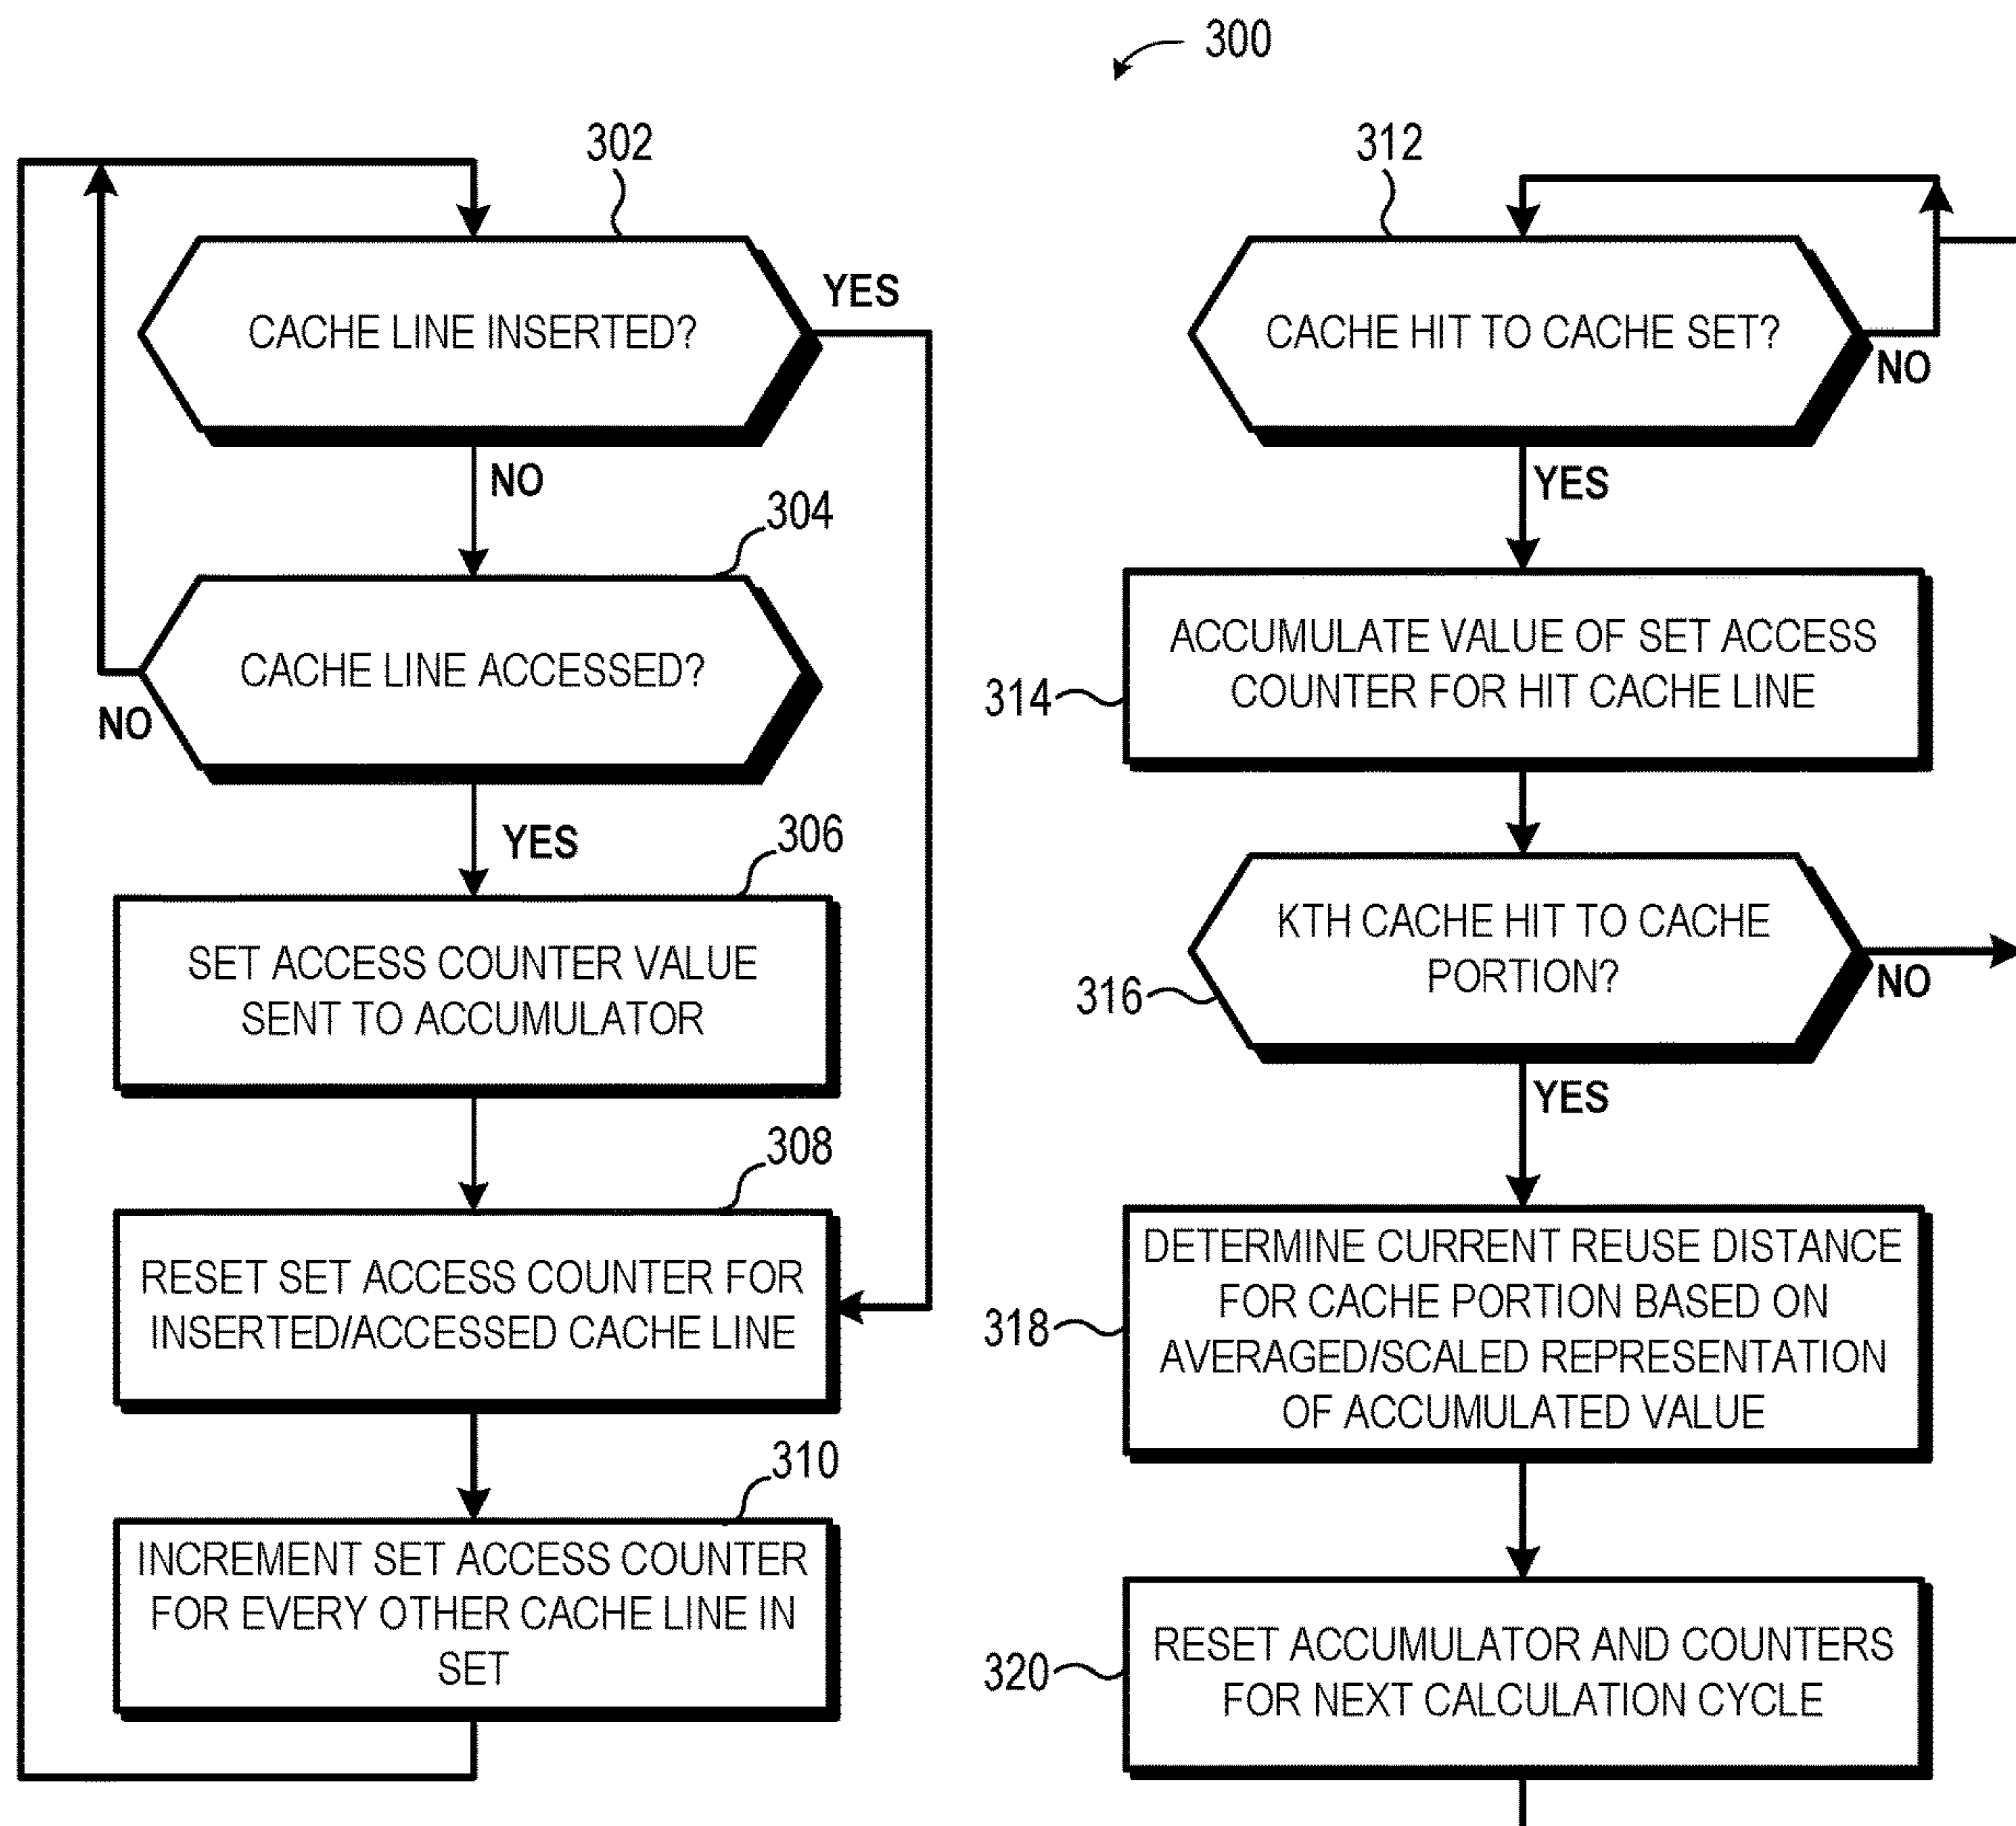 300
302
CACHE LINE INSERTED?
YES
NO
304
CACHE LINE ACCESSED?
NO
YES
306
SET ACCESS COUNTER VALUE
SENT TO ACCUMULATOR
308
RESET SET ACCESS COUNTER FOR
INSERTED/ACCESSED CACHE LINE
310
INCREMENT SET ACCESS COUNTER
FOR EVERY OTHER CACHE LINE IN
SET
312
CACHE HIT TO CACHE SET?
NO
YES
314
ACCUMULATE VALUE OF SET ACCESS
COUNTER FOR HIT CACHE LINE
316
KTH CACHE HIT TO CACHE
PORTION?
NO
YES
318
DETERMINE CURRENT REUSE DISTANCE
FOR CACHE PORTION BASED ON
AVERAGED/SCALED REPRESENTATION
OF ACCUMULATED VALUE
320
RESET ACCUMULATOR AND COUNTERS
FOR NEXT CALCULATION CYCLE